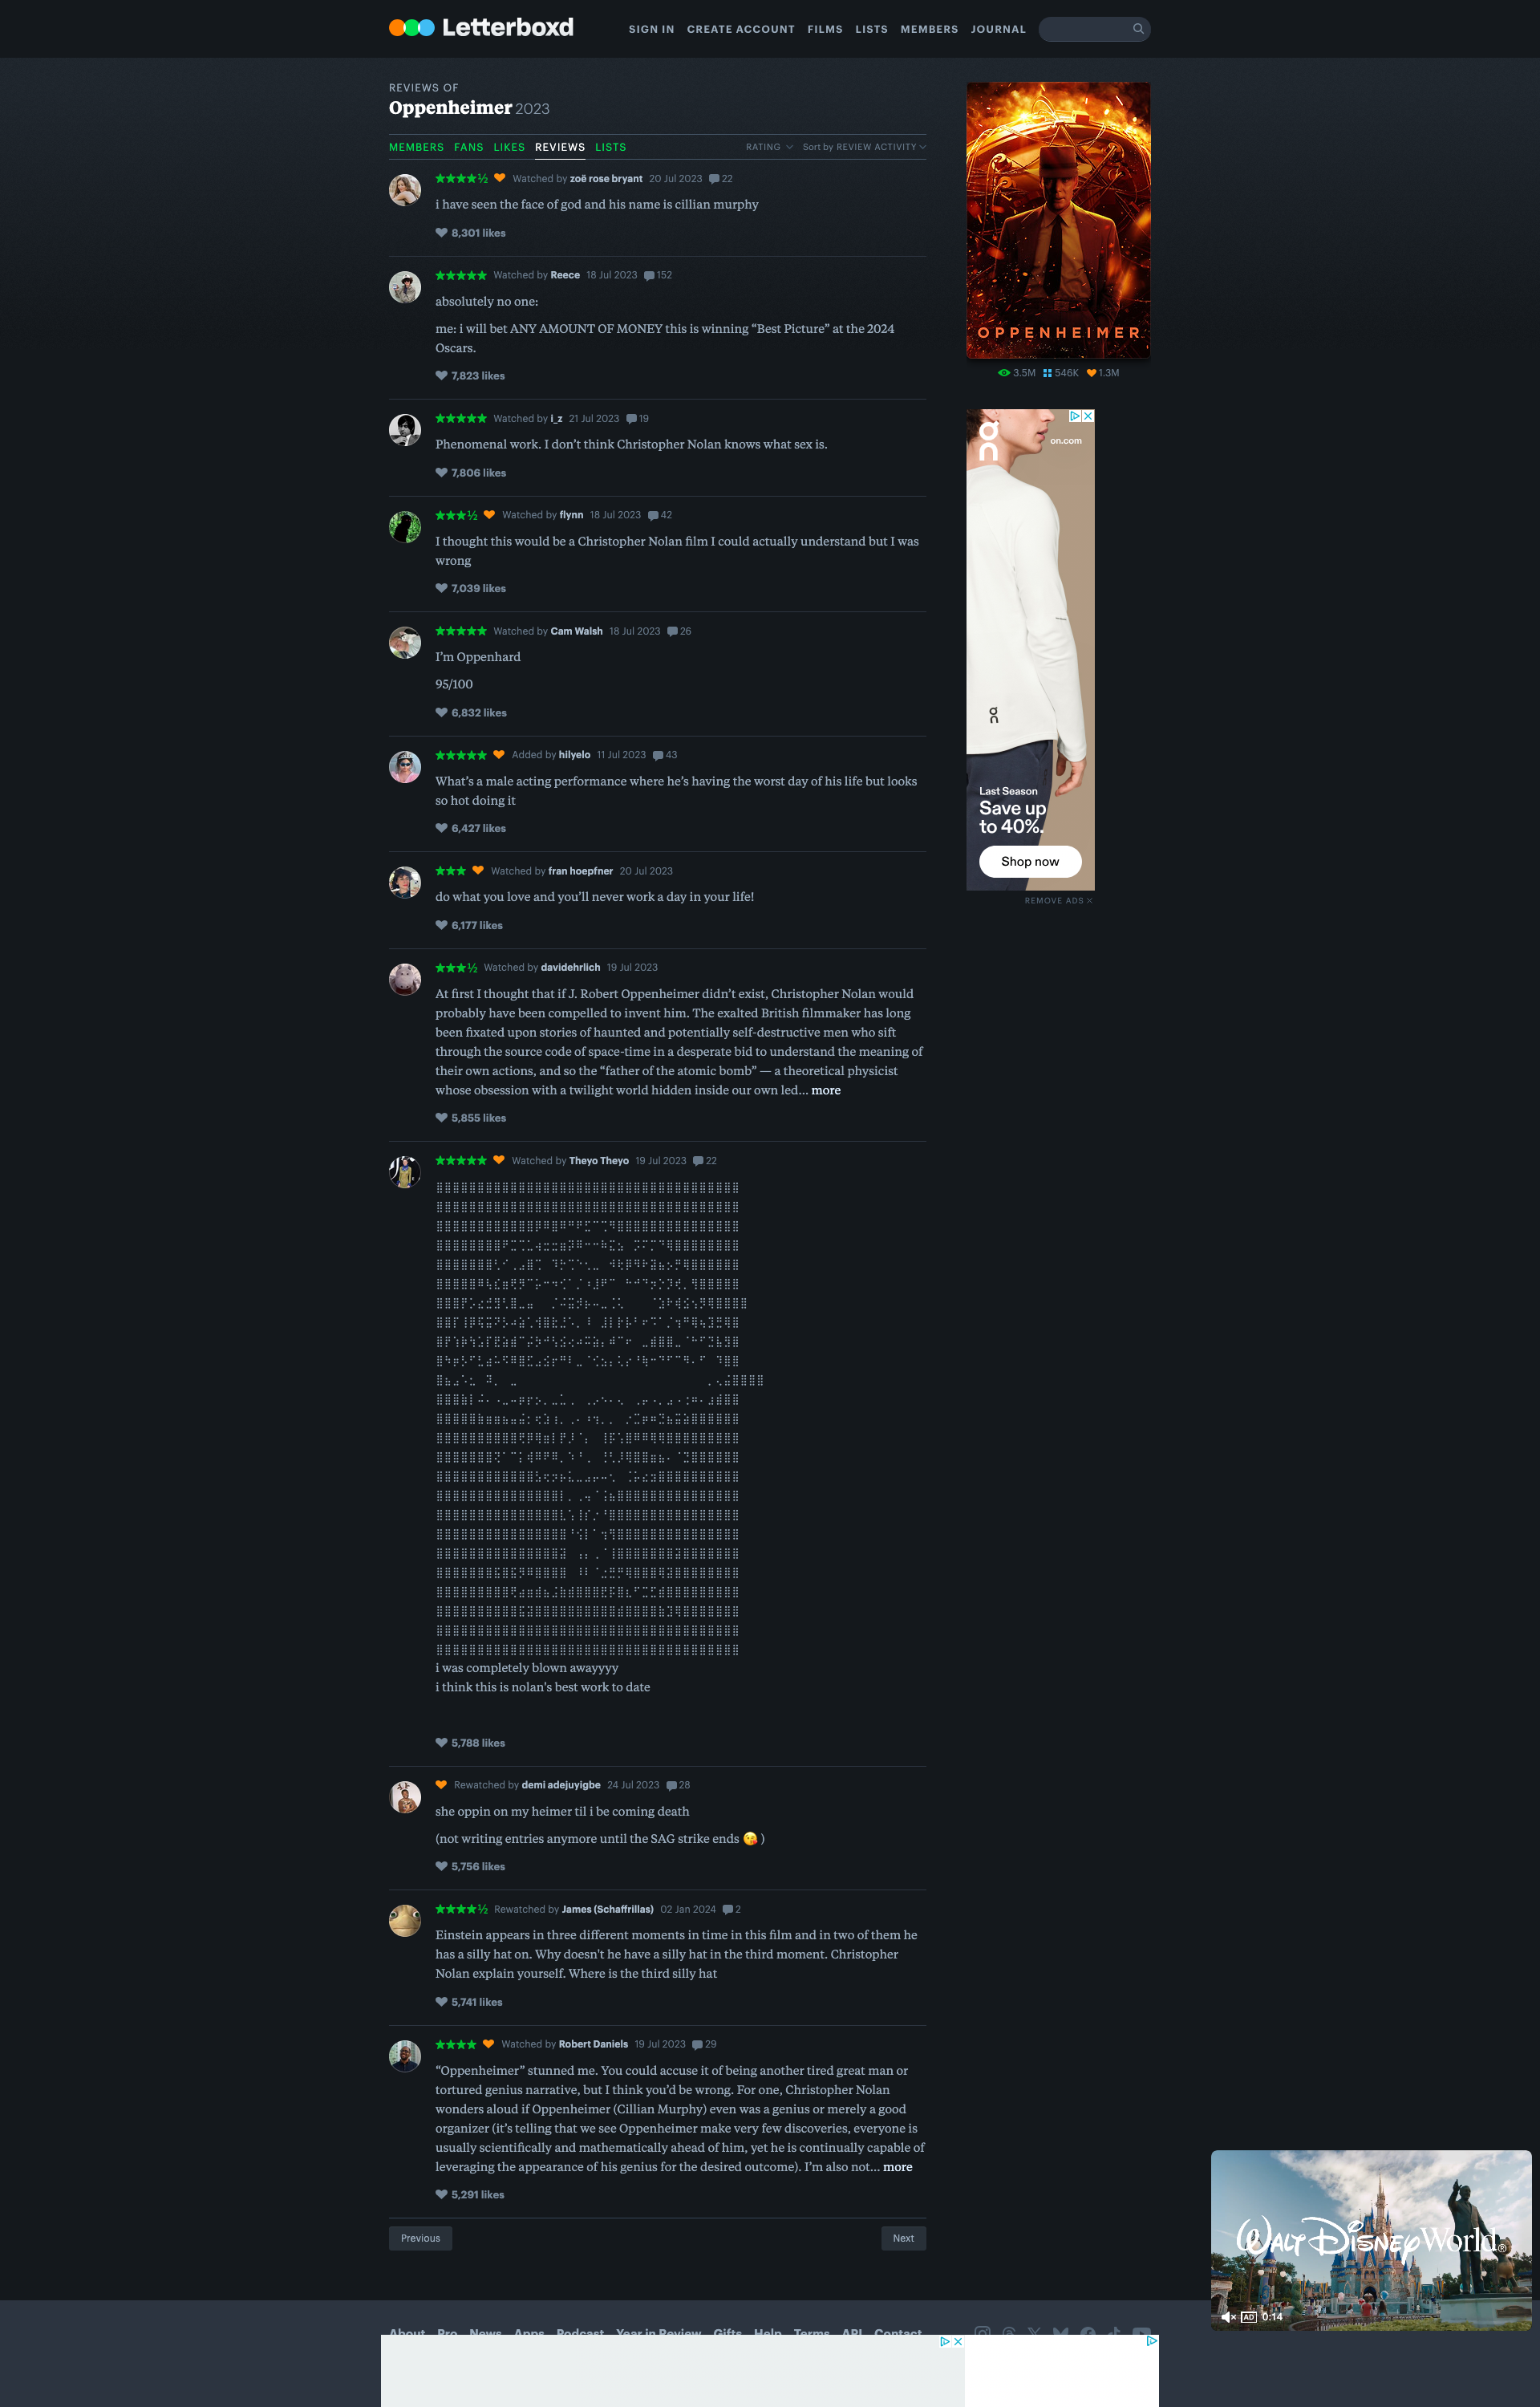 Letterboxd
SIGN IN CREATE ACCOUNT FILMS LISTS MEMBERS JOURNAL
REVIEWS OF
Oppenheimer 2023
MEMBERS FANS LIKES REVIEWS LISTS RATING Sort by REVIEW ACTIVITY
★★★★½ Watched by zoë rose bryant 20 Jul 2023 22
i have seen the face of god and his name is cillian murphy
8,301 likes
★★★★★ Watched by Reece 18 Jul 2023 152
absolutely no one:
me: i will bet ANY AMOUNT OF MONEY this is winning “Best Picture” at the 2024
Oscars.
7,823 likes
★★★★★ Watched by i_z 21 Jul 2023 19
Phenomenal work. I don’t think Christopher Nolan knows what sex is.
7,806 likes
★★★½ Watched by flynn 18 Jul 2023 42
I thought this would be a Christopher Nolan film I could actually understand but I was
wrong
7,039 likes
★★★★★ Watched by Cam Walsh 18 Jul 2023 26
I’m Oppenhard
95/100
6,832 likes
★★★★★ Added by hilyelo 11 Jul 2023 43
What’s a male acting performance where he’s having the worst day of his life but looks
so hot doing it
6,427 likes
★★★ Watched by fran hoepfner 20 Jul 2023
do what you love and you’ll never work a day in your life!
6,177 likes
★★★½ Watched by davidehrlich 19 Jul 2023
At first I thought that if J. Robert Oppenheimer didn’t exist, Christopher Nolan would
probably have been compelled to invent him. The exalted British filmmaker has long
been fixated upon stories of haunted and potentially self-destructive men who sift
through the source code of space-time in a desperate bid to understand the meaning of
their own actions, and so the “father of the atomic bomb” — a theoretical physicist
whose obsession with a twilight world hidden inside our own led… more
5,855 likes
★★★★★ Watched by Theyo Theyo 19 Jul 2023 22
i was completely blown awayyyy
i think this is nolan's best work to date
5,788 likes
Rewatched by demi adejuyigbe 24 Jul 2023 28
she oppin on my heimer til i be coming death
(not writing entries anymore until the SAG strike ends 😘 )
5,756 likes
★★★★½ Rewatched by James (Schaffrillas) 02 Jan 2024 2
Einstein appears in three different moments in time in this film and in two of them he
has a silly hat on. Why doesn't he have a silly hat in the third moment. Christopher
Nolan explain yourself. Where is the third silly hat
5,741 likes
★★★★ Watched by Robert Daniels 19 Jul 2023 29
“Oppenheimer” stunned me. You could accuse it of being another tired great man or
tortured genius narrative, but I think you’d be wrong. For one, Christopher Nolan
wonders aloud if Oppenheimer (Cillian Murphy) even was a genius or merely a good
organizer (it’s telling that we see Oppenheimer make very few discoveries, everyone is
usually scientifically and mathematically ahead of him, yet he is continually capable of
leveraging the appearance of his genius for the desired outcome). I’m also not… more
5,291 likes
Previous Next
OPPENHEIMER
3.5M 546K 1.3M
on
on.com
Last Season
Save up
to 40%.
Shop now
REMOVE ADS
Walt Disney World®
AD 0:14
About Pro News Apps Podcast Year in Review Gifts Help Terms API Contact